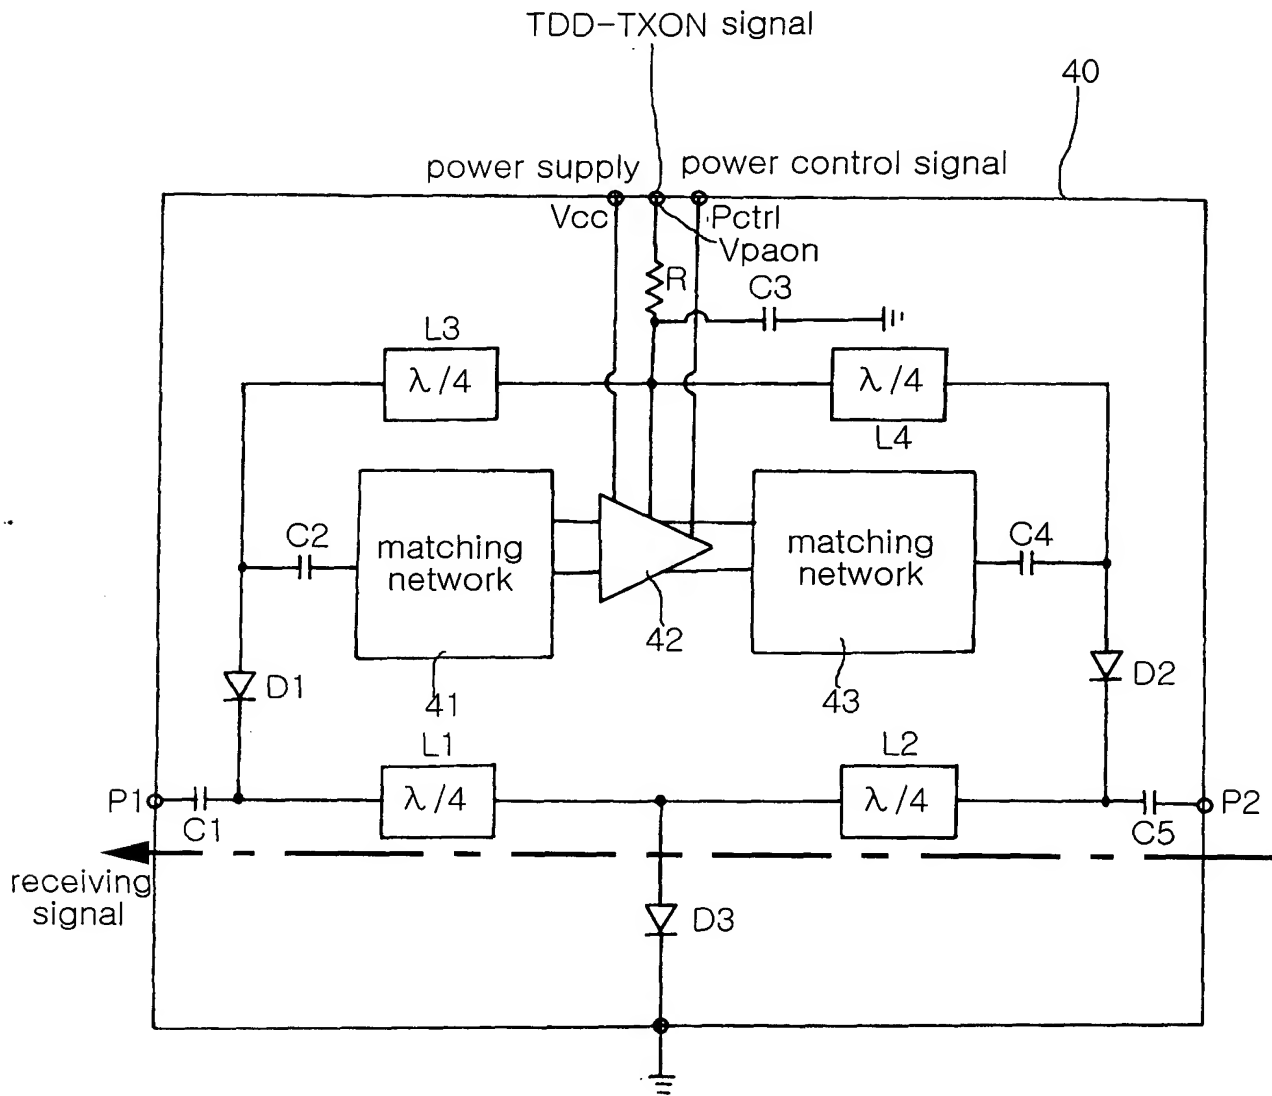 TDD-TXON signal
40
power supply
power control signal
Vcc
Pctrl
Vpaon
R
C3
L3
λ/4
λ/4
L4
C2
matching
network
matching
network
C4
42
D1
41
43
D2
L1
L2
P1
λ/4
λ/4
P2
C1
C5
receiving
signal
D3